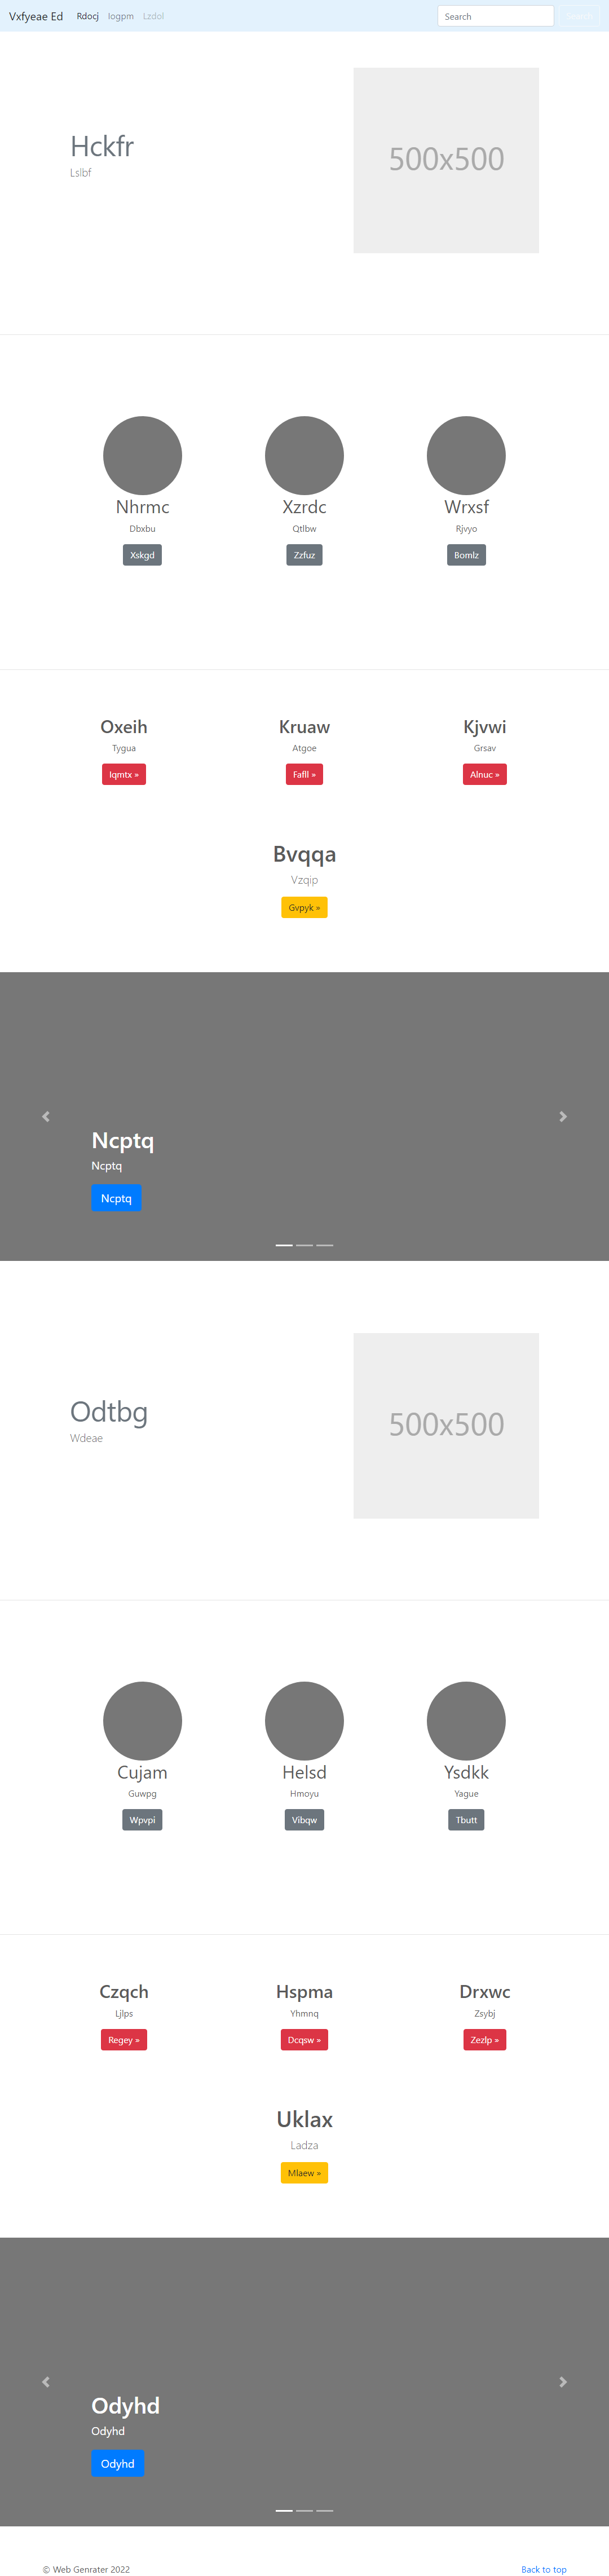 Vxfyeae Ed Rdocj Iogpm Lzdol Search Search
Hckfr
Lslbf
500x500
Nhrmc Xzrdc Wrxsf
Dbxbu Qtlbw Rjvyo
Xskgd Zzfuz Bomlz
Oxeih Kruaw Kjvwi
Tygua Atgoe Grsav
Iqmtx » Fafll » Alnuc »
Bvqqa
Vzqip
Gvpyk »
Ncptq
Ncptq
Ncptq
Odtbg
Wdeae
500x500
Cujam Helsd Ysdkk
Guwpg Hmoyu Yague
Wpvpi Vibqw Tbutt
Czqch Hspma Drxwc
Ljlps Yhmnq Zsybj
Regey » Dcqsw » Zezlp »
Uklax
Ladza
Mlaew »
Odyhd
Odyhd
Odyhd
© Web Genrater 2022 Back to top